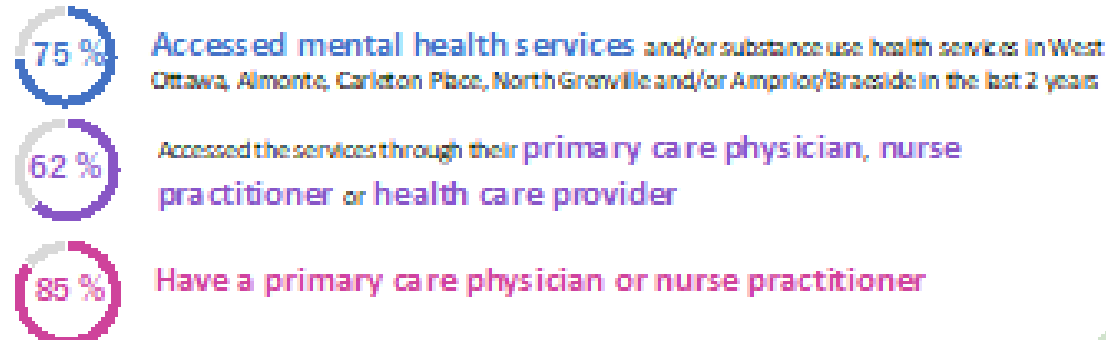 75 %
Accessed mental health services and/or substance use health services in West
Ottawa, Almonte, Carleton Place, North Grenville and/or Arnprior/Braeside in the last 2 years
62 %
Accessed the services through their primary care physician, nurse
practitioner or health care provider
85 %
Have a primary care physician or nurse practitioner